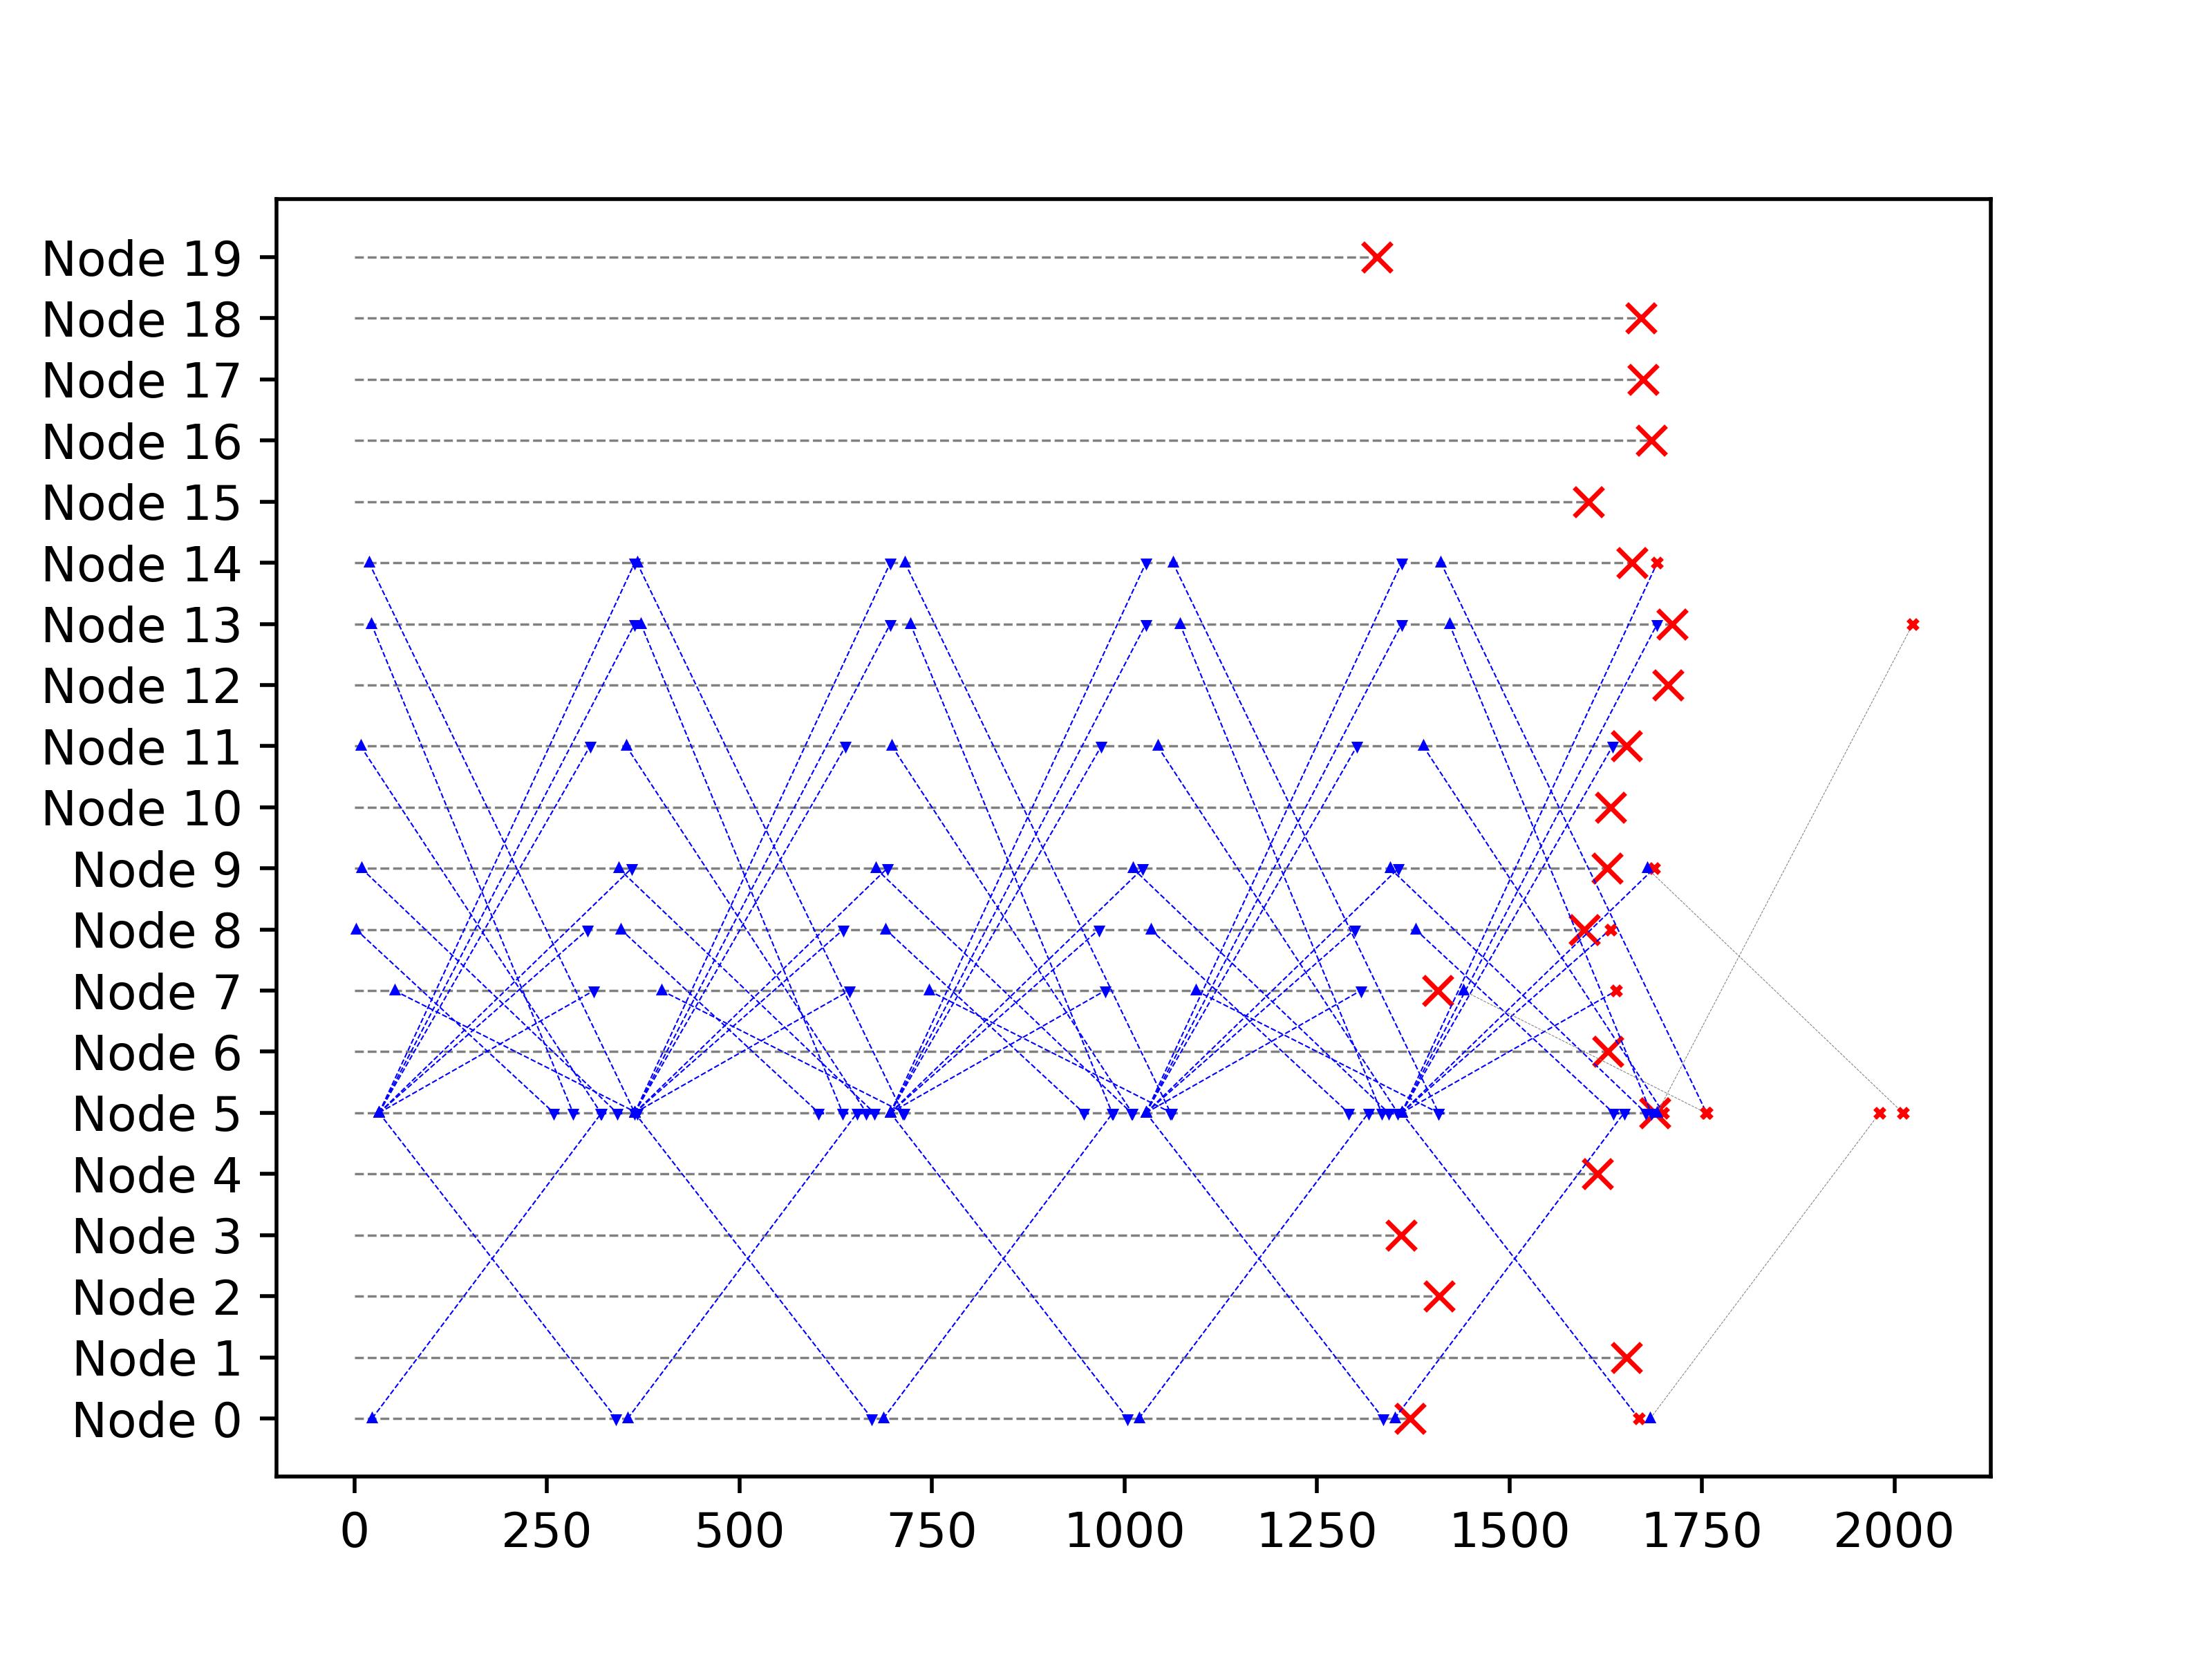 Node 19
Node 18
Node 17
Node 16
Node 15
Node 14
Node 13
Node 12
Node 11
Node 10
Node 9
Node 8
Node 7
Node 6
Node 5
Node 4
Node 3
Node 2
Node 1
Node 0
0 250 500 750 1000 1250 1500 1750 2000